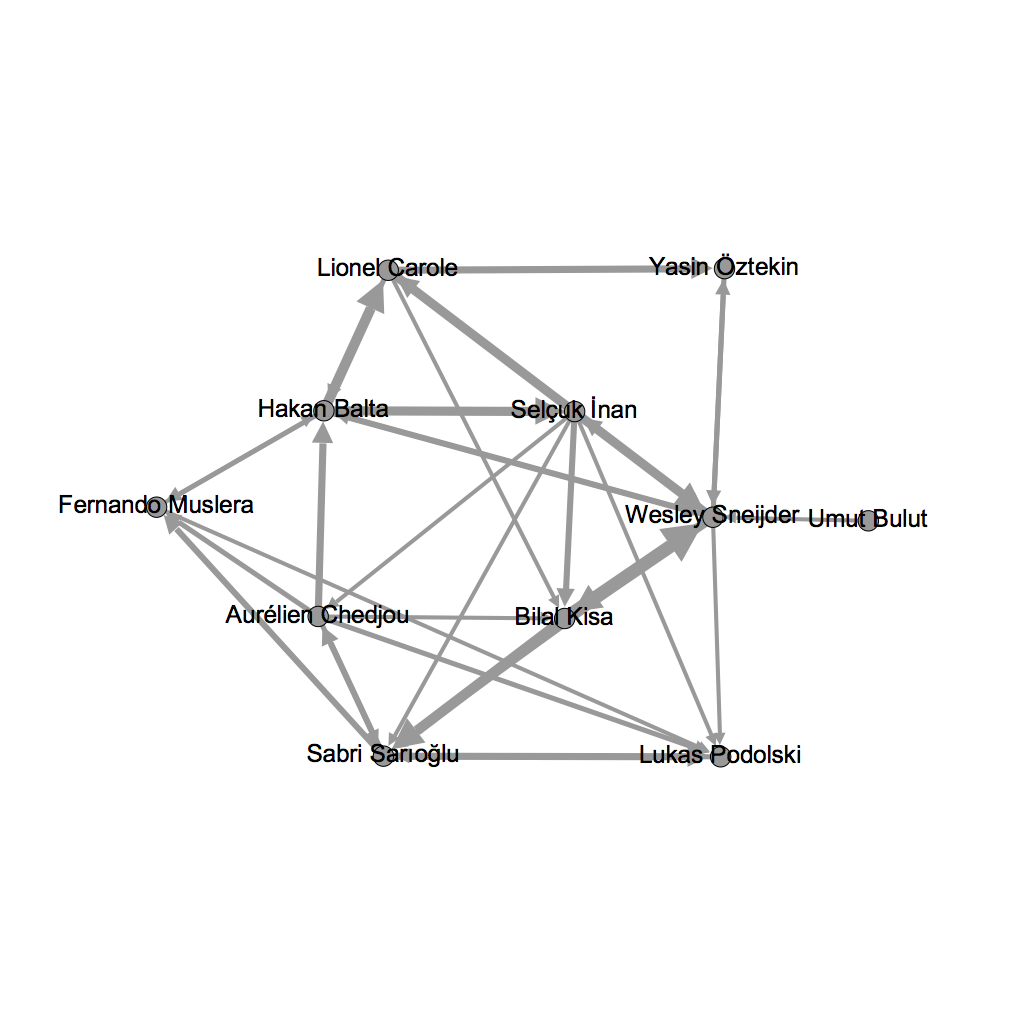 Lionel Carole
Yasin Öztekin
Hakan Balta
Selçuk İnan
Fernando Muslera
Wesley Sneijder
Umut Bulut
Aurélien Chedjou
Bilal Kisa
Sabri Sarıoğlu
Lukas Podolski